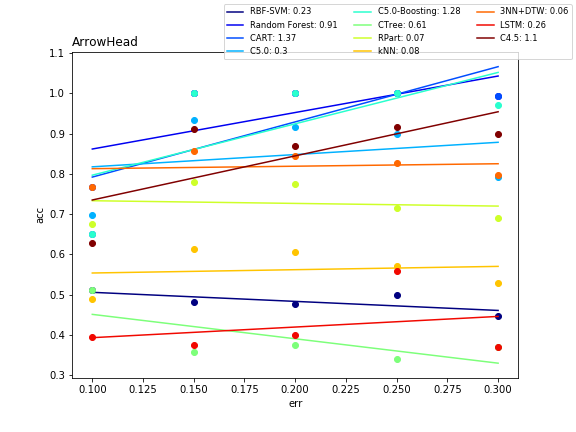 RBF-SVM: 0.23
Random Forest: 0.91
CART: 1.37
C5.0: 0.3
C5.0-Boosting: 1.28
CTree: 0.61
RPart: 0.07
kNN: 0.08
3NN+DTW: 0.06
LSTM: 0.26
C4.5: 1.1
ArrowHead
1.1
1.0
0.9
0.8
0.7
0.6
0.5
0.4
0.3
acc
0.100 0.125 0.150 0.175 0.200 0.225 0.250 0.275 0.300
err